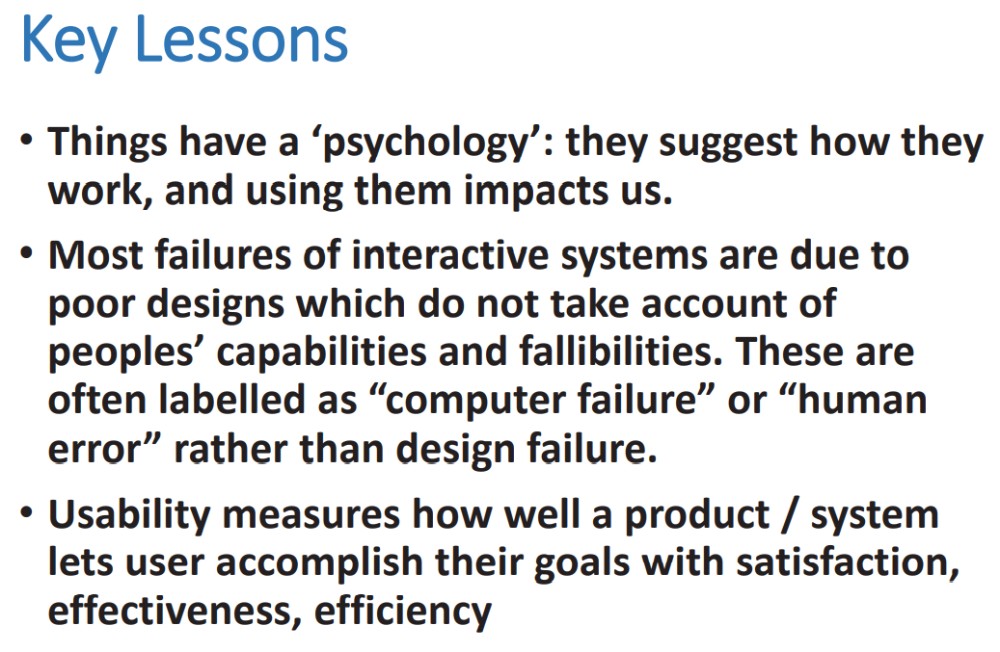 Key Lessons
• Things have a ‘psychology’: they suggest how they
work, and using them impacts us.
• Most failures of interactive systems are due to
poor designs which do not take account of
peoples’ capabilities and fallibilities. These are
often labelled as “computer failure” or “human
error” rather than design failure.
• Usability measures how well a product / system
lets user accomplish their goals with satisfaction,
effectiveness, efficiency